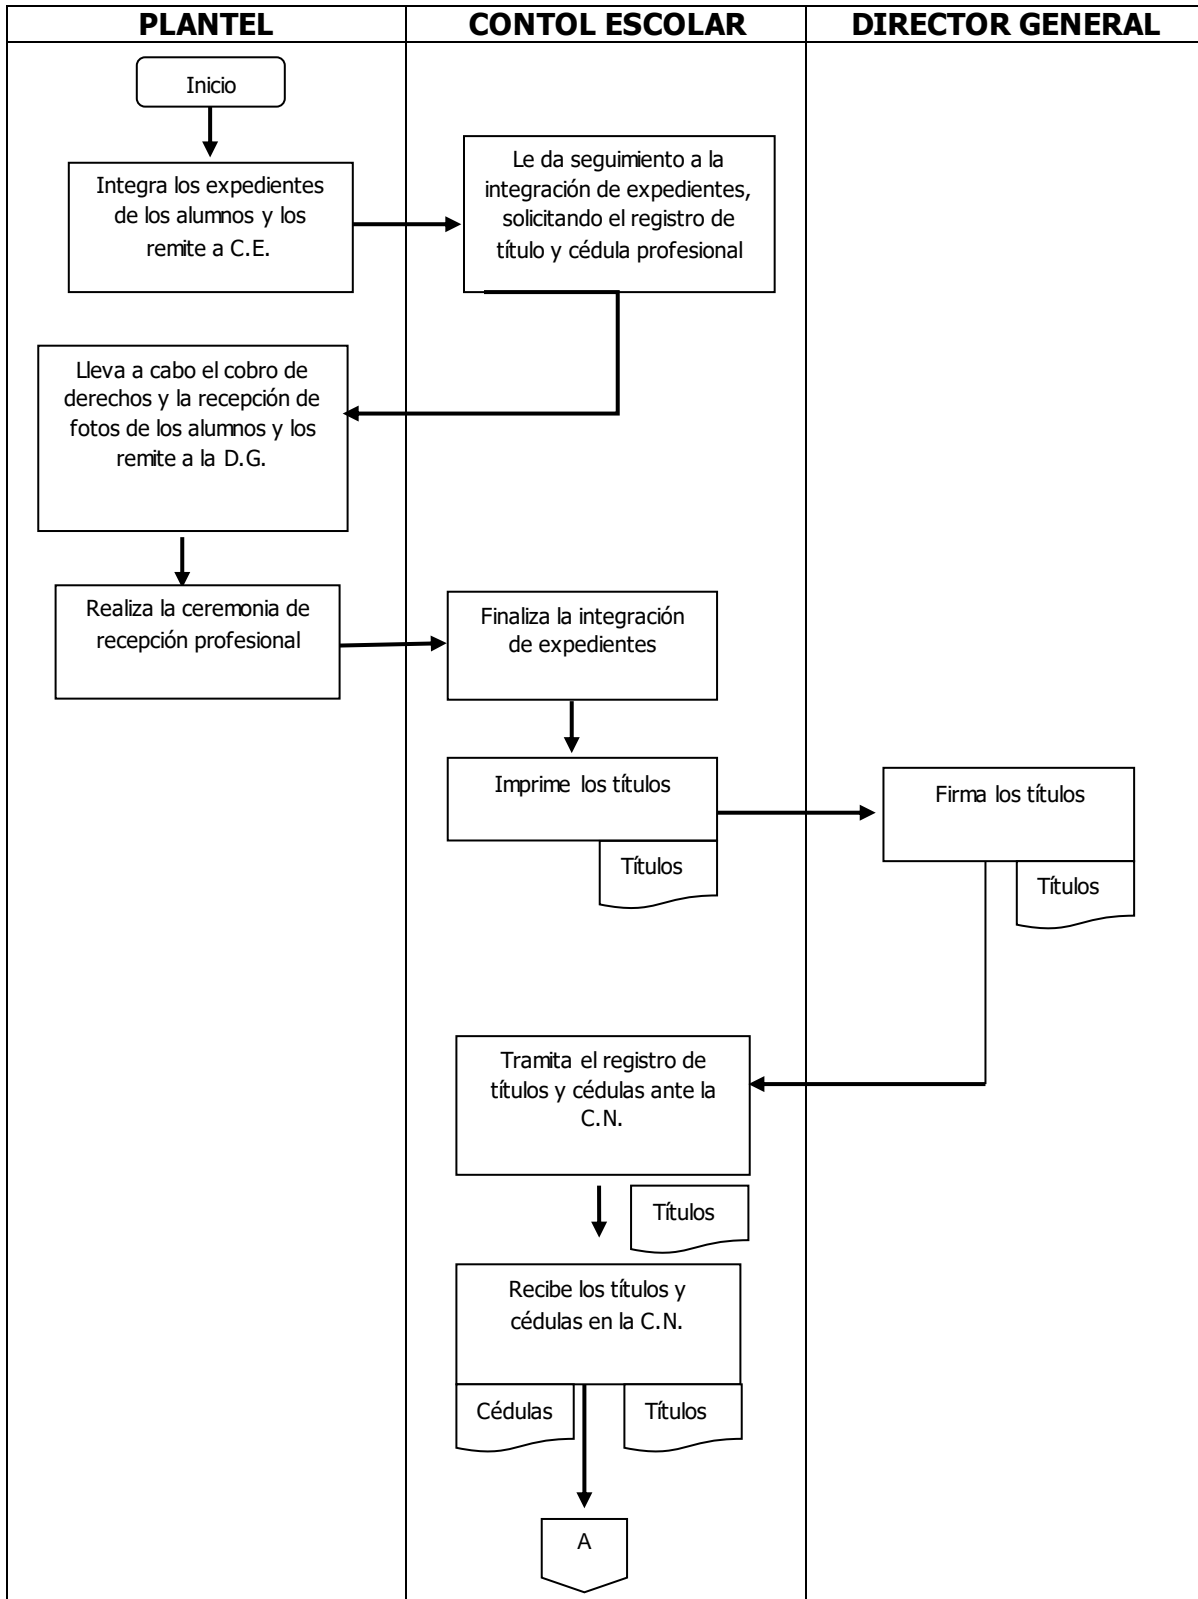 PLANTEL
CONTOL ESCOLAR
DIRECTOR GENERAL
Inicio
Integra los expedientes
de los alumnos y los
remite a C.E.
Le da seguimiento a la
integración de expedientes,
solicitando el registro de
título y cédula profesional
Lleva a cabo el cobro de
derechos y la recepción de
fotos de los alumnos y los
remite a la D.G.
Realiza la ceremonia de
recepción profesional
Finaliza la integración
de expedientes
Imprime los títulos
Títulos
Firma los títulos
Títulos
Tramita el registro de
títulos y cédulas ante la
C.N.
Títulos
Recibe los títulos y
cédulas en la C.N.
Cédulas
Títulos
A